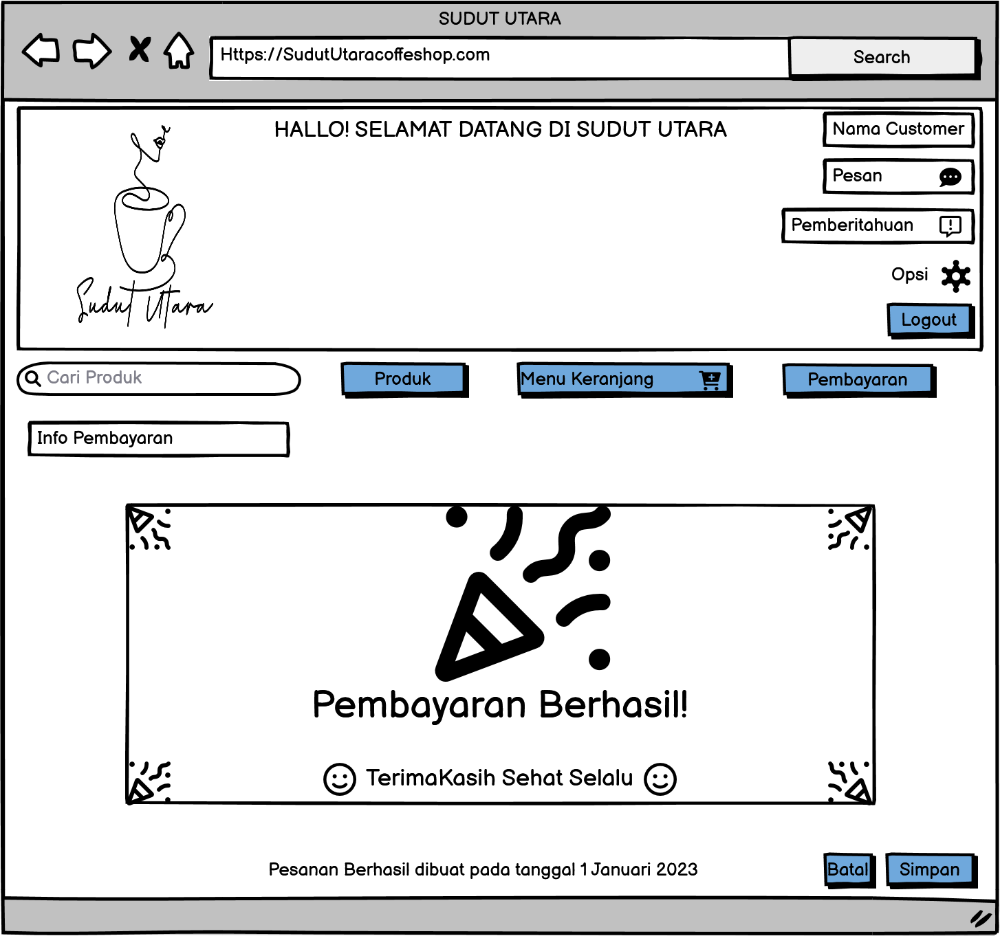 SUDUT UTARA
Https://SudutUtaracoffeshop.com
Search
HALLO! SELAMAT DATANG DI SUDUT UTARA
Nama Customer
Pesan
Pemberitahuan
Opsi
Logout
Sudut Utara
Cari Produk
Produk
Menu Keranjang
Pembayaran
Info Pembayaran
Pembayaran Berhasil!
TerimaKasih Sehat Selalu
Pesanan Berhasil dibuat pada tanggal 1 Januari 2023
Batal
Simpan